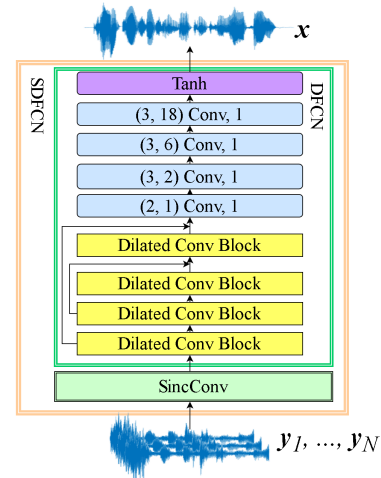 x
SDFCN
DFCN
Tanh
(3, 18) Conv, 1
(3, 6) Conv, 1
(3, 2) Conv, 1
(2, 1) Conv, 1
Dilated Conv Block
Dilated Conv Block
Dilated Conv Block
Dilated Conv Block
SincConv
y1, ..., yN